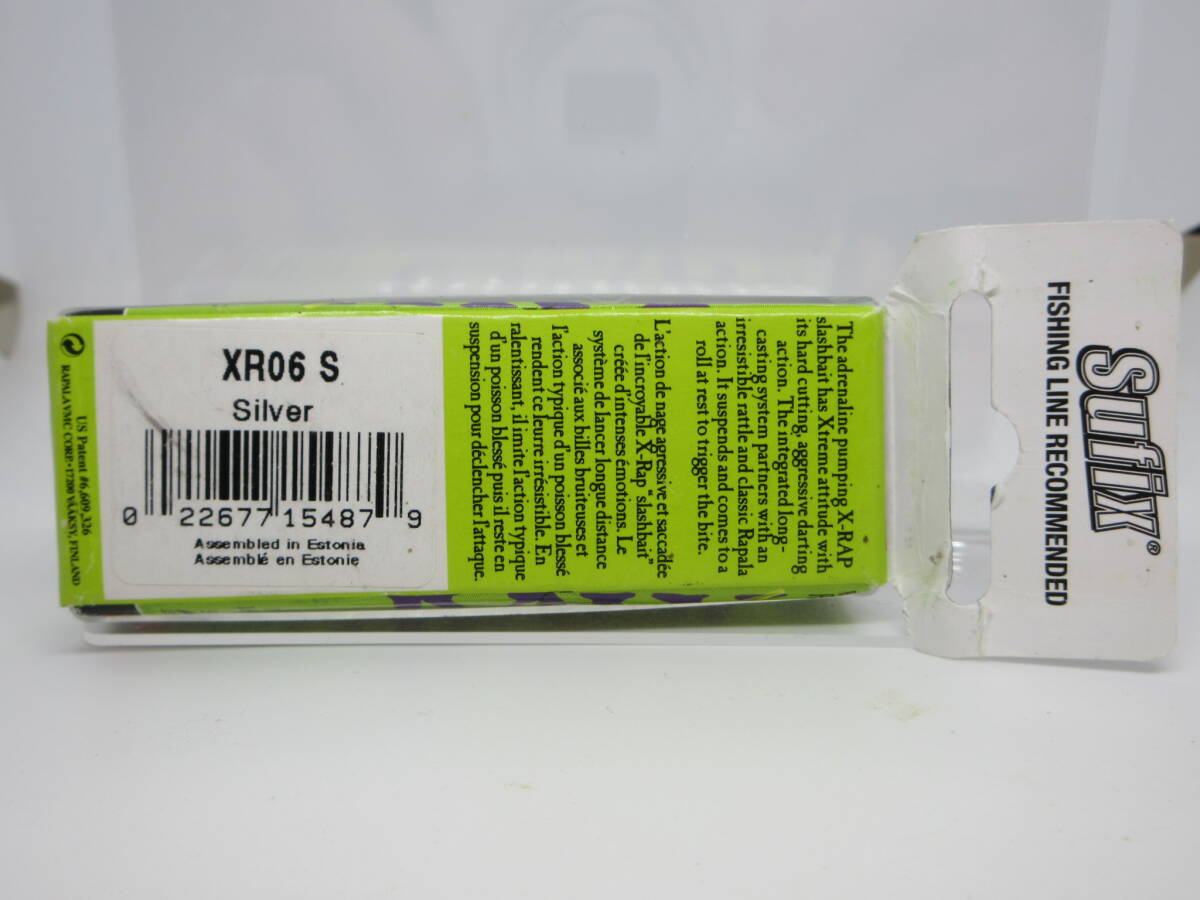 XR06 S
Silver
0 22677 15487 9
Assembled in Estonia
Assemblé en Estonie
The adrenaline pumping X-RAP
slashbait has Xtreme attitude with
its hard cutting, aggressive darting
action. The integrated long-
casting system partners with an
irresistible rattle and classic Rapala
action. It suspends and comes to a
roll at rest to trigger the bite.
L'action de nage agressive et saccadée
de l'incroyable X-Rap "slashbait"
créée d'intenses émotions. Le
système de lancer longue distance
associé aux billes bruiteuses et
l'action typique d'un poisson blessé
rendent ce leurre irrésistible. En
ralentissant, il imite l'action typique
d'un poisson blessé puis il reste en
suspension pour déclencher l'attaque.
US Patent #6,609,326
RAPALA VMC CORP. • 17200 VÄÄKSY, FINLAND
Sufix®
FISHING LINE RECOMMENDED